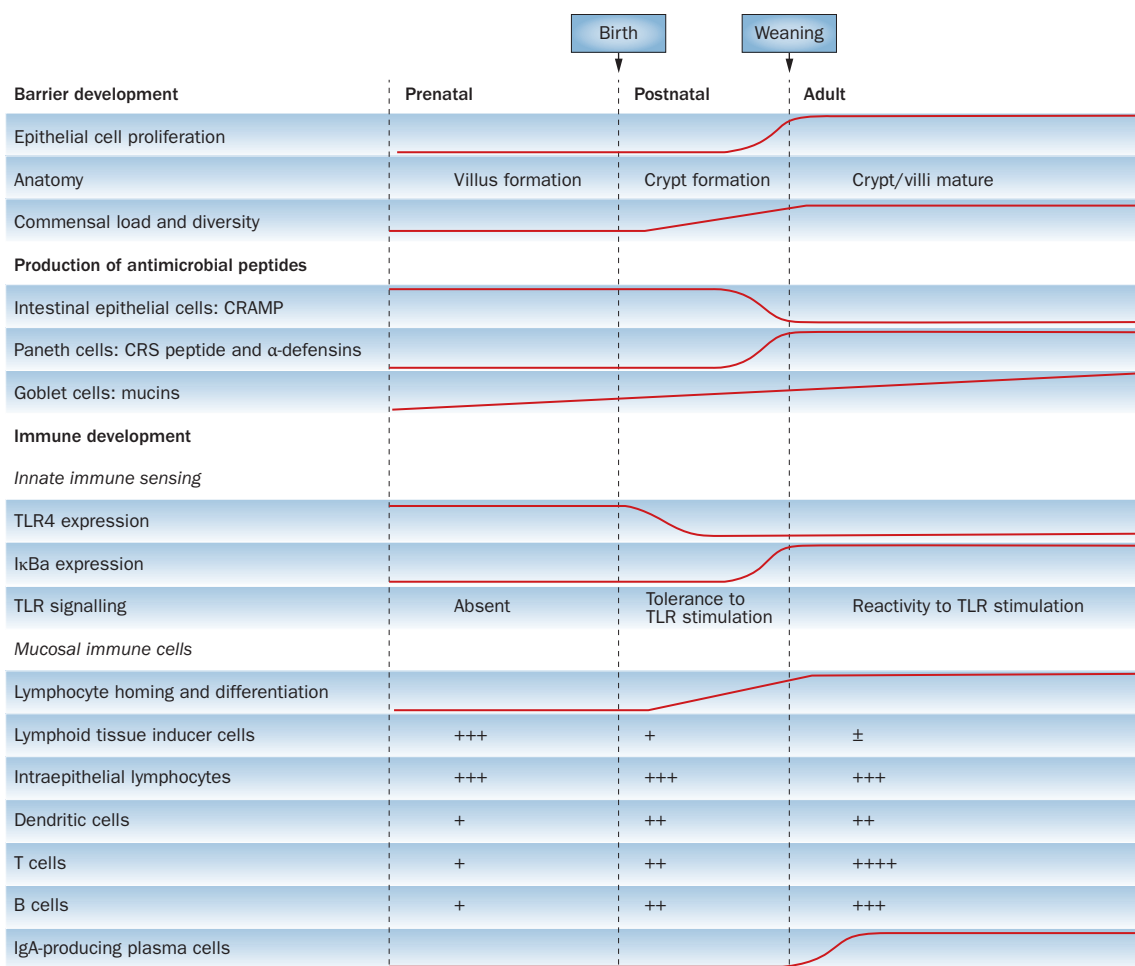 Birth Weaning
Barrier development Prenatal Postnatal Adult
Epithelial cell proliferation
Anatomy Villus formation Crypt formation Crypt/villi mature
Commensal load and diversity
Production of antimicrobial peptides
Intestinal epithelial cells: CRAMP
Paneth cells: CRS peptide and α-defensins
Goblet cells: mucins
Immune development
Innate immune sensing
TLR4 expression
IκBa expression
TLR signalling Absent Tolerance to TLR stimulation Reactivity to TLR stimulation
Mucosal immune cells
Lymphocyte homing and differentiation
Lymphoid tissue inducer cells +++ + ±
Intraepithelial lymphocytes +++ +++ +++
Dendritic cells + ++ ++
T cells + ++ ++++
B cells + ++ +++
IgA-producing plasma cells